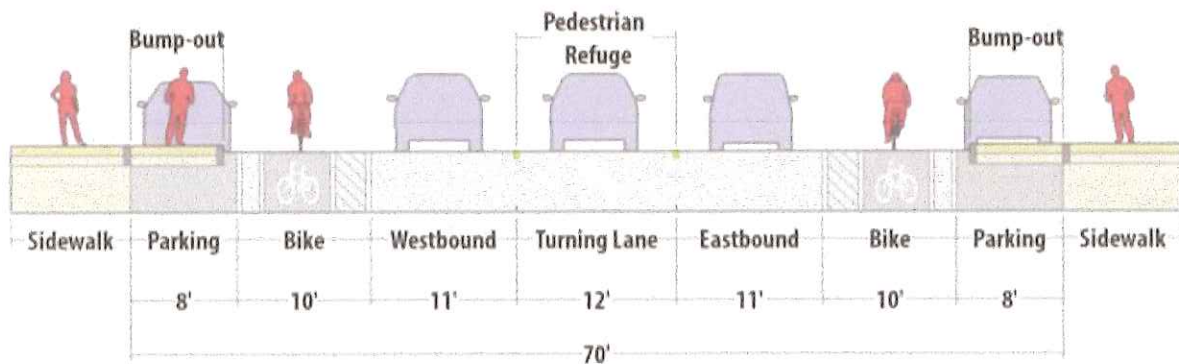 Pedestrian
Bump-out Refuge Bump-out
Sidewalk Parking Bike Westbound Turning Lane Eastbound Bike Parking Sidewalk
8' 10' 11' 12' 11' 10' 8'
70'